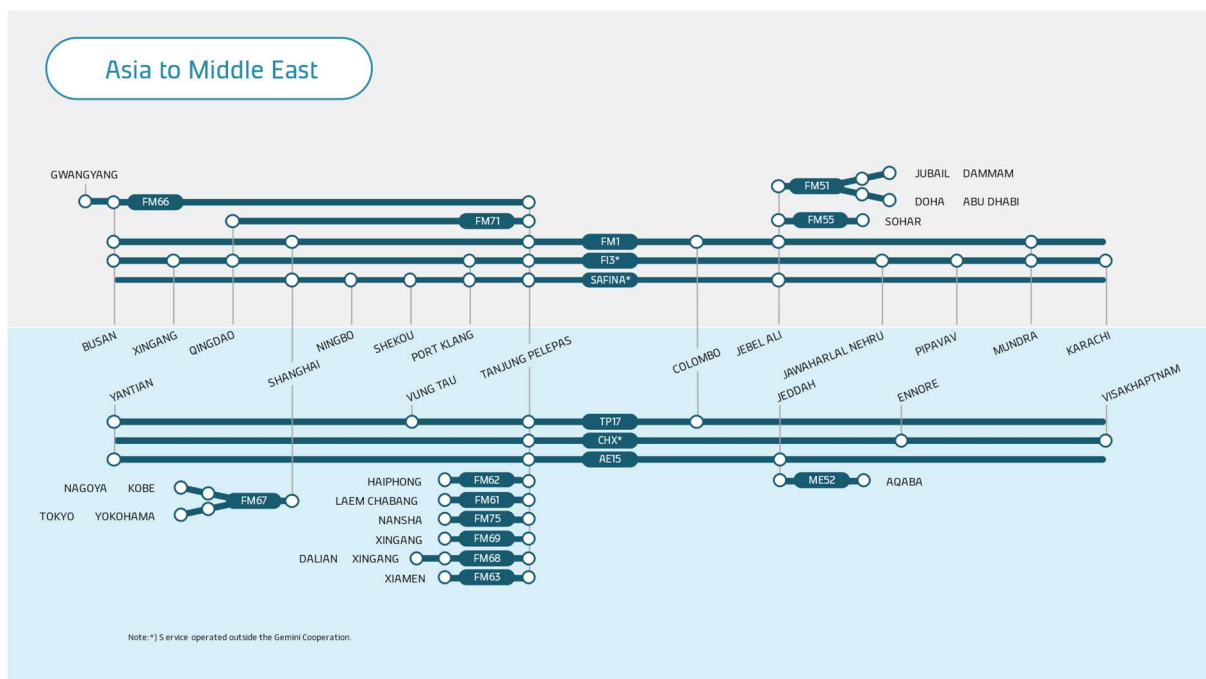 Asia to Middle East
GWANGYANG
FM66
FM71
FM1
FI3*
SAFINA*
FM51
JUBAIL DAMMAM
DOHA ABU DHABI
FM55
SOHAR
BUSAN
XINGANG
QINGDAO
SHANGHAI
NINGBO
SHEKOU
PORT KLANG
TANJUNG PELEPAS
COLOMBO
JEBEL ALI
JAWAHARLAL NEHRU
PIPAVAV
MUNDRA
KARACHI
YANTIAN
VUNG TAU
JEDDAH
ENNORE
VISAKHAPTNAM
TP17
CHX*
AE15
NAGOYA KOBE
TOKYO YOKOHAMA
FM67
HAIPHONG FM62
LAEM CHABANG FM61
NANSHA FM75
XINGANG FM69
DALIAN XINGANG FM68
XIAMEN FM63
ME52 AQABA
Note:*) S ervice operated outside the Gemini Cooperation.